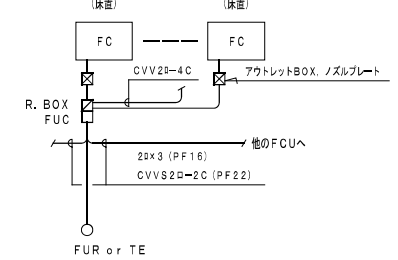 (床置) (床置)
FC FC
CVV2□-4C
アウトレットBOX, ノズルプレート
R. BOX
FUC
他のFCUへ
2□×3 (PF16)
CVVS2□-2C (PF22)
FUR or TE